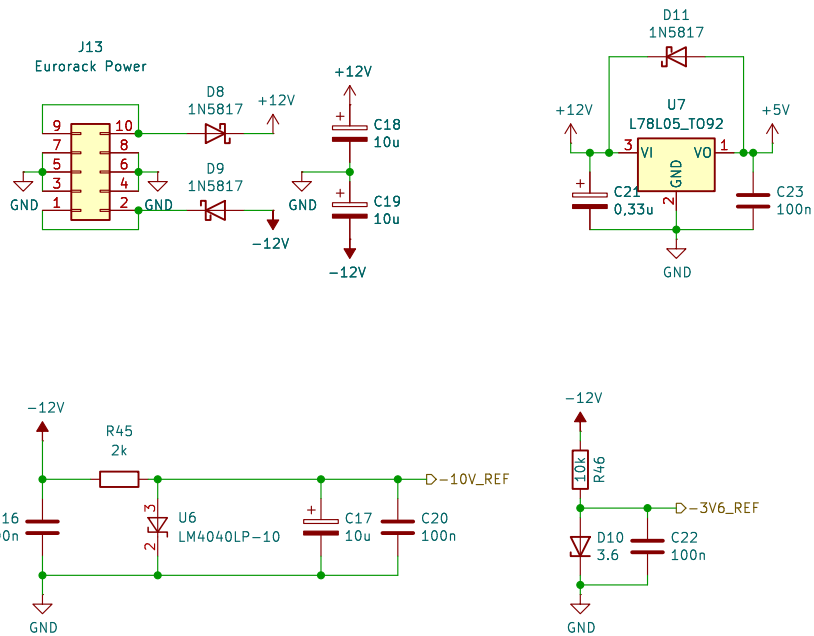 J13
Eurorack Power
9
10
7
8
5
6
3
4
1
2
GND
GND
D8
1N5817
+12V
D9
1N5817
-12V
+12V
+
C18
10u
GND
+
C19
10u
-12V
D11
1N5817
+12V
U7
L78L05_TO92
+5V
3
VI
VO
1
GND
2
+
C21
0,33u
C23
100n
GND
-12V
R45
2k
-10V_REF
16
0n
3
2
U6
LM4040LP-10
+
C17
10u
C20
100n
GND
-12V
10k
R46
-3V6_REF
D10
3.6
C22
100n
GND